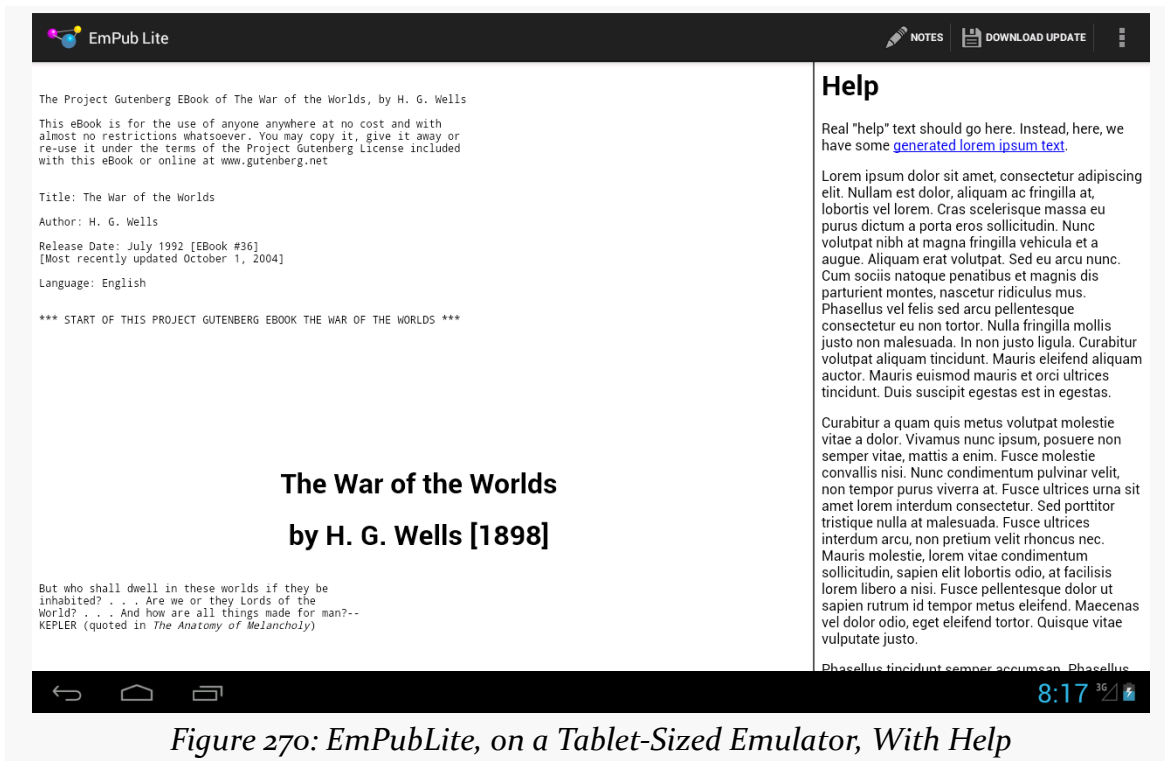 EmPub Lite
NOTES
DOWNLOAD UPDATE
The Project Gutenberg EBook of The War of the Worlds, by H. G. Wells
This eBook is for the use of anyone anywhere at no cost and with
almost no restrictions whatsoever. You may copy it, give it away or
re-use it under the terms of the Project Gutenberg License included
with this eBook or online at www.gutenberg.net
Title: The War of the Worlds
Author: H. G. Wells
Release Date: July 1992 [EBook #36]
[Most recently updated October 1, 2004]
Language: English
*** START OF THIS PROJECT GUTENBERG EBOOK THE WAR OF THE WORLDS ***
The War of the Worlds
by H. G. Wells [1898]
But who shall dwell in these worlds if they be
inhabited? . . . Are we or they Lords of the
World? . . . And how are all things made for man?--
KEPLER (quoted in The Anatomy of Melancholy)
Help
Real "help" text should go here. Instead, here, we
have some generated lorem ipsum text.
Lorem ipsum dolor sit amet, consectetur adipiscing
elit. Nullam est dolor, aliquam ac fringilla at,
lobortis vel lorem. Cras scelerisque massa eu
purus dictum a porta eros sollicitudin. Nunc
volutpat nibh at magna fringilla vehicula et a
augue. Aliquam erat volutpat. Sed eu arcu nunc.
Cum sociis natoque penatibus et magnis dis
parturient montes, nascetur ridiculus mus.
Phasellus vel felis sed arcu pellentesque
consectetur eu non tortor. Nulla fringilla mollis
justo non malesuada. In non justo ligula. Curabitur
volutpat aliquam tincidunt. Mauris eleifend aliquam
auctor. Mauris euismod mauris et orci ultrices
tincidunt. Duis suscipit egestas est in egestas.
Curabitur a quam quis metus volutpat molestie
vitae a dolor. Vivamus nunc ipsum, posuere non
semper vitae, mattis a enim. Fusce molestie
convallis nisi. Nunc condimentum pulvinar velit,
non tempor purus viverra at. Fusce ultrices urna sit
amet lorem interdum consectetur. Sed porttitor
tristique nulla at malesuada. Fusce ultrices
interdum arcu, non pretium velit rhoncus nec.
Mauris molestie, lorem vitae condimentum
sollicitudin, sapien elit lobortis odio, at facilisis
lorem libero a nisi. Fusce pellentesque dolor ut
sapien rutrum id tempor metus eleifend. Maecenas
vel dolor odio, eget eleifend tortor. Quisque vitae
vulputate justo.
Phasellus tincidunt semper accumsan. Phasellus
8:17
3G
Figure 270: EmPubLite, on a Tablet-Sized Emulator, With Help